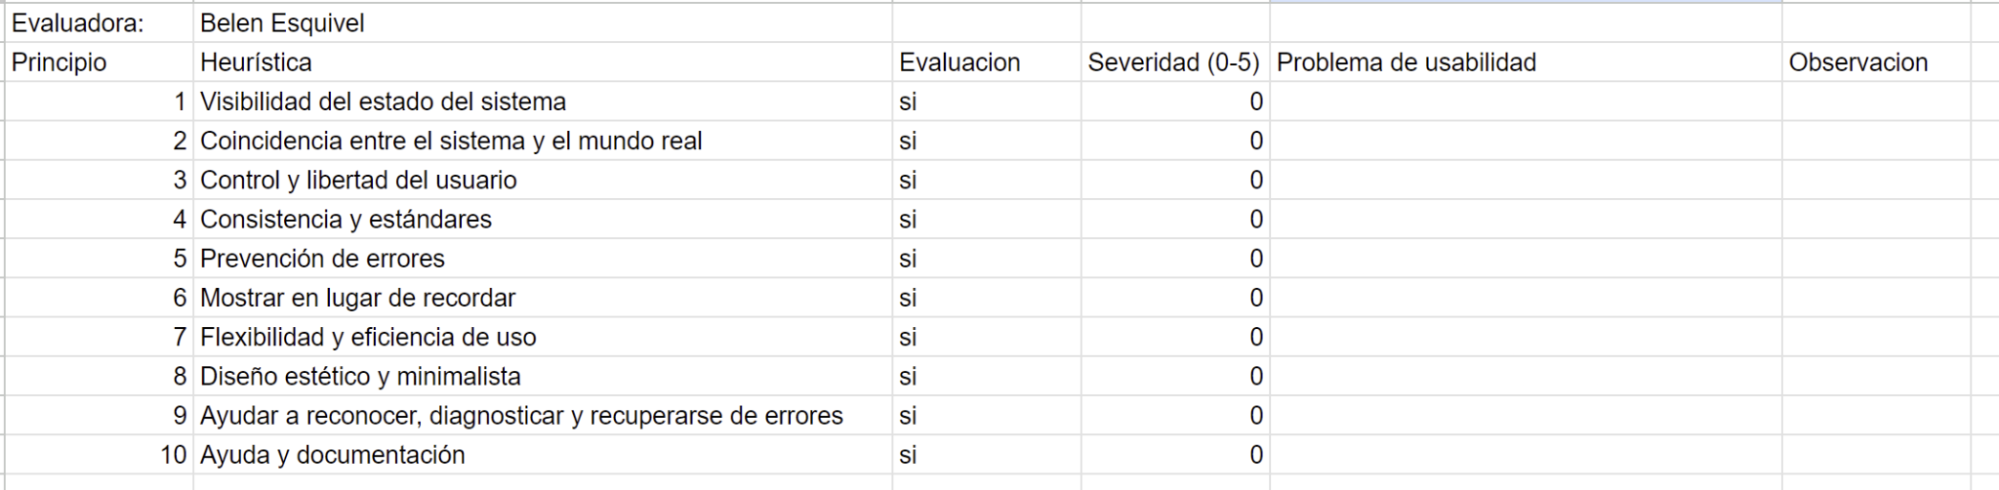 Evaluadora: Belen Esquivel
Principio Heurística Evaluacion Severidad (0-5) Problema de usabilidad Observacion
1 Visibilidad del estado del sistema si 0
2 Coincidencia entre el sistema y el mundo real si 0
3 Control y libertad del usuario si 0
4 Consistencia y estándares si 0
5 Prevención de errores si 0
6 Mostrar en lugar de recordar si 0
7 Flexibilidad y eficiencia de uso si 0
8 Diseño estético y minimalista si 0
9 Ayudar a reconocer, diagnosticar y recuperarse de errores si 0
10 Ayuda y documentación si 0